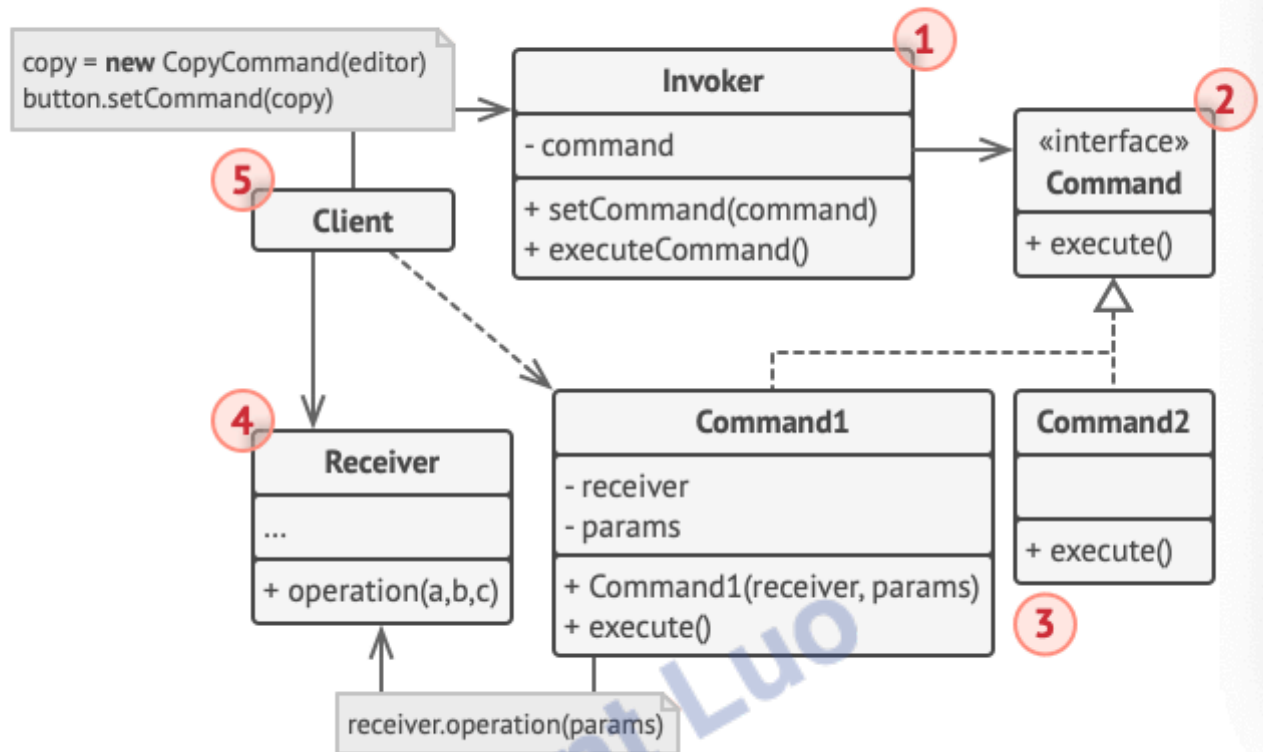 copy = new CopyCommand(editor)
button.setCommand(copy)
1
Invoker
- command
+ setCommand(command)
+ executeCommand()
2
«interface»
Command
+ execute()
5
Client
4
Receiver
...
+ operation(a,b,c)
Command1
- receiver
- params
+ Command1(receiver, params)
+ execute()
Command2
+ execute()
3
receiver.operation(params)
Luo